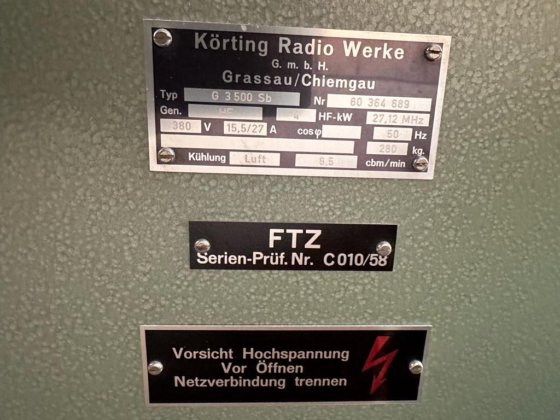 Körting Radio Werke
G. m. b. H.
Grassau/Chiemgau
Typ G 3500 Sb Nr 60 364 689
Gen. 4 HF-kW 27,12 MHz
380 V 15,5/27 A cosφ 50 Hz
280 kg.
Kühlung Luft 8,5 cbm/min
FTZ
Serien-Prüf. Nr. C 010/58
Vorsicht Hochspannung
Vor Öffnen
Netzverbindung trennen